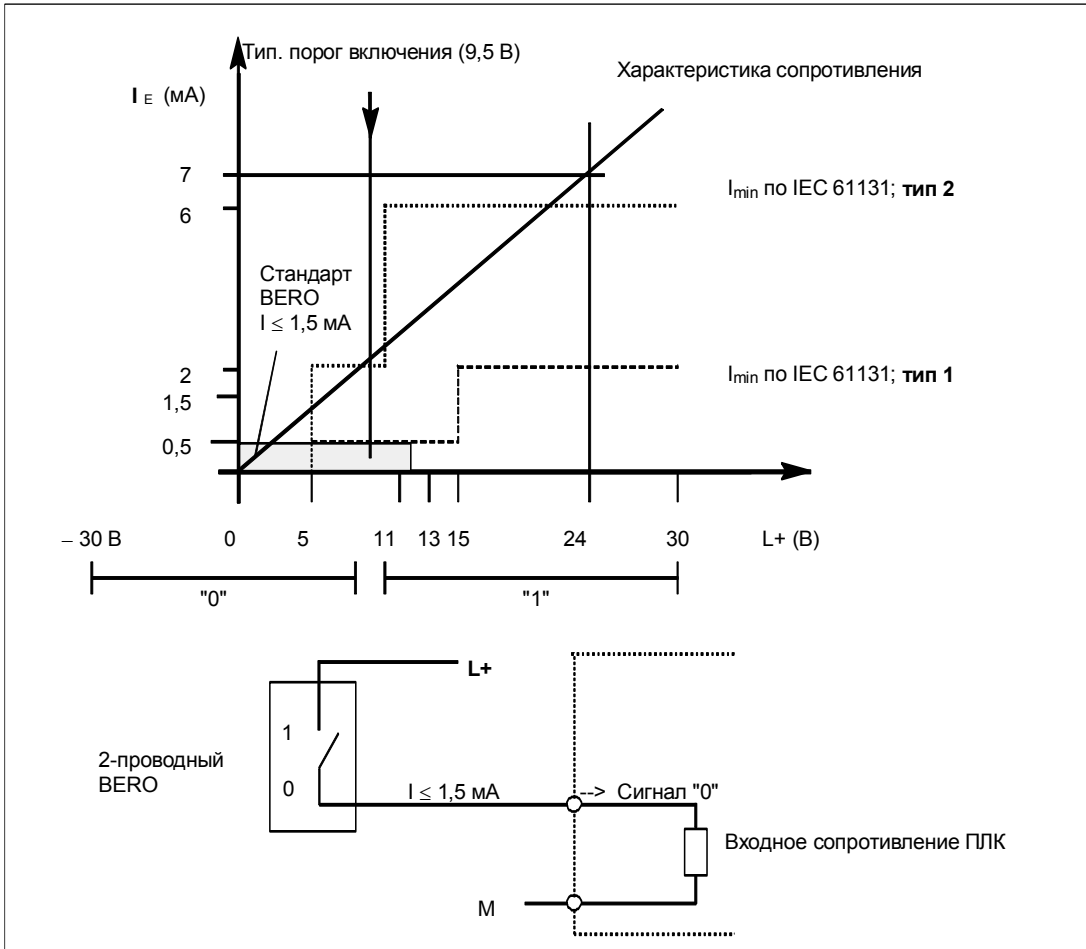 Тип. порог включения (9,5 В)
Характеристика сопротивления
I E (мА)
7
I min по IEC 61131; тип 2
6
Стандарт
BERO
I ≤ 1,5 мА
2
I min по IEC 61131; тип 1
1,5
0,5
– 30 В 0 5 11 13 15 24 30 L+ (В)
"0" "1"
L+
1
2-проводный
BERO
0
I ≤ 1,5 мА
--> Сигнал "0"
Входное сопротивление ПЛК
M